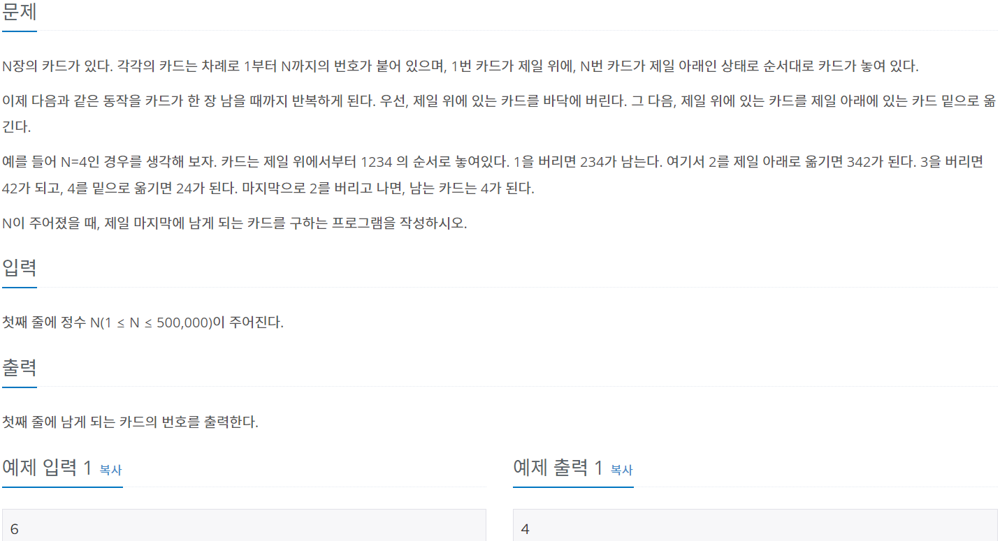 문제
N장의 카드가 있다. 각각의 카드는 차례로 1부터 N까지의 번호가 붙어 있으며, 1번 카드가 제일 위에, N번 카드가 제일 아래인 상태로 순서대로 카드가 놓여 있다.
이제 다음과 같은 동작을 카드가 한 장 남을 때까지 반복하게 된다. 우선, 제일 위에 있는 카드를 바닥에 버린다. 그 다음, 제일 위에 있는 카드를 제일 아래에 있는 카드 밑으로 옮
긴다.
예를 들어 N=4인 경우를 생각해 보자. 카드는 제일 위에서부터 1234 의 순서로 놓여있다. 1을 버리면 234가 남는다. 여기서 2를 제일 아래로 옮기면 342가 된다. 3을 버리면
42가 되고, 4를 밑으로 옮기면 24가 된다. 마지막으로 2를 버리고 나면, 남는 카드는 4가 된다.
N이 주어졌을 때, 제일 마지막에 남게 되는 카드를 구하는 프로그램을 작성하시오.
입력
첫째 줄에 정수 N(1 ≤ N ≤ 500,000)이 주어진다.
출력
첫째 줄에 남게 되는 카드의 번호를 출력한다.
예제 입력 1 복사
6
예제 출력 1 복사
4